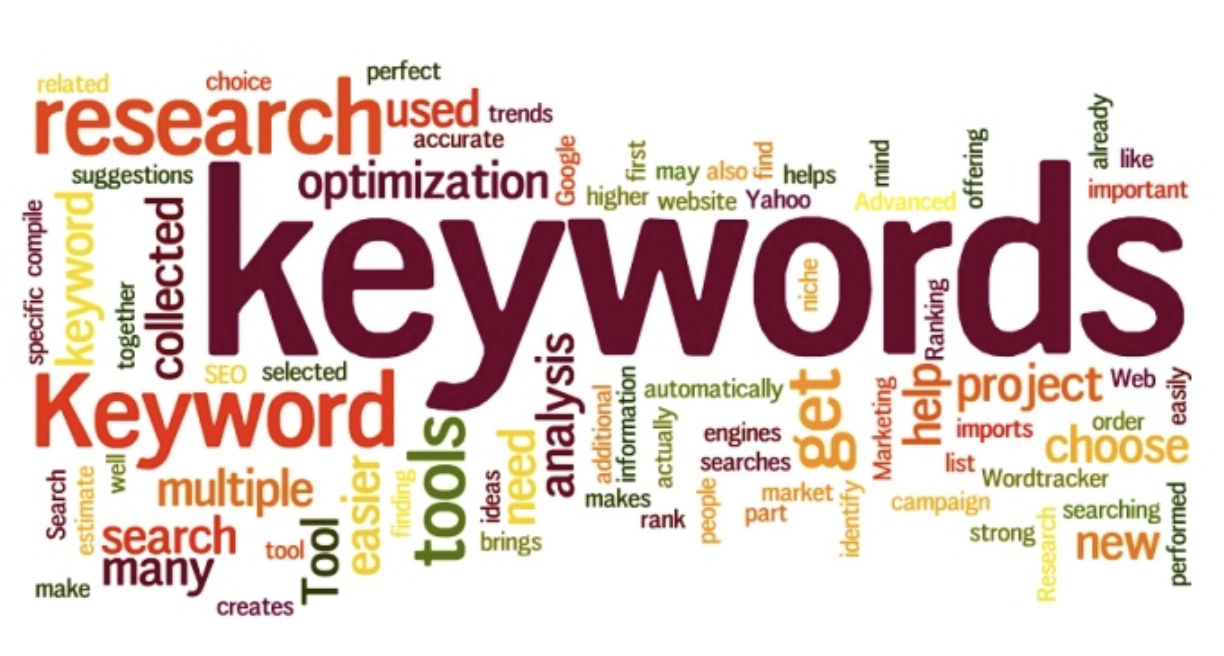 related
choice
perfect
research
used
trends
accurate
suggestions
optimization
Google
first
may
also
find
helps
mind
offering
already
like
important
higher
website
Yahoo
Advanced
compile
specific
keyword
together
collected
keywords
niche
Ranking
SEO
selected
Keyword
analysis
additional
information
automatically
actually
get
Marketing
help
project
Web
easily
engines
imports
order
choose
searches
list
Wordtracker
Search
estimate
well
multiple
easier
finding
tools
ideas
need
makes
rank
people
market
part
identify
campaign
searching
strong
Research
new
performed
search
tool
Tool
many
brings
make
creates